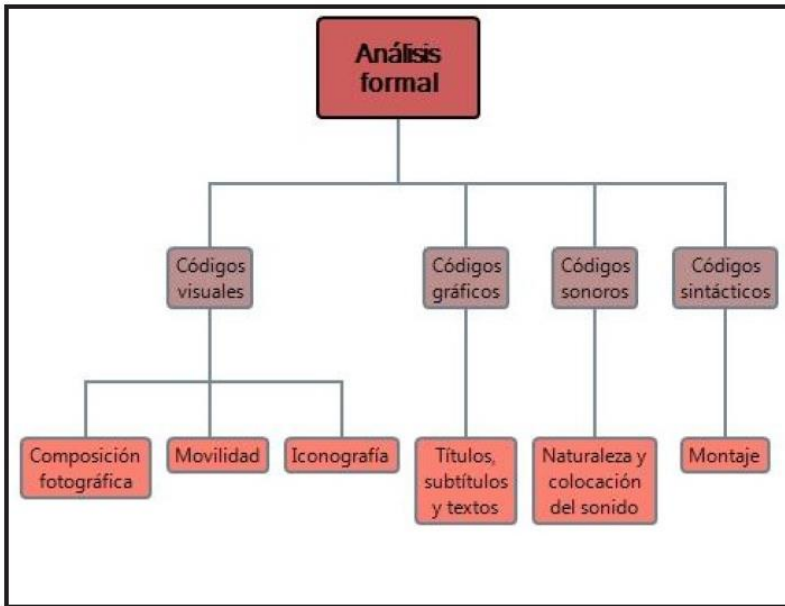 Análisis
formal
Códigos
visuales
Códigos
gráficos
Códigos
sonoros
Códigos
sintácticos
Composición
fotográfica
Movilidad
Iconografía
Títulos,
subtítulos
y textos
Naturaleza y
colocación
del sonido
Montaje